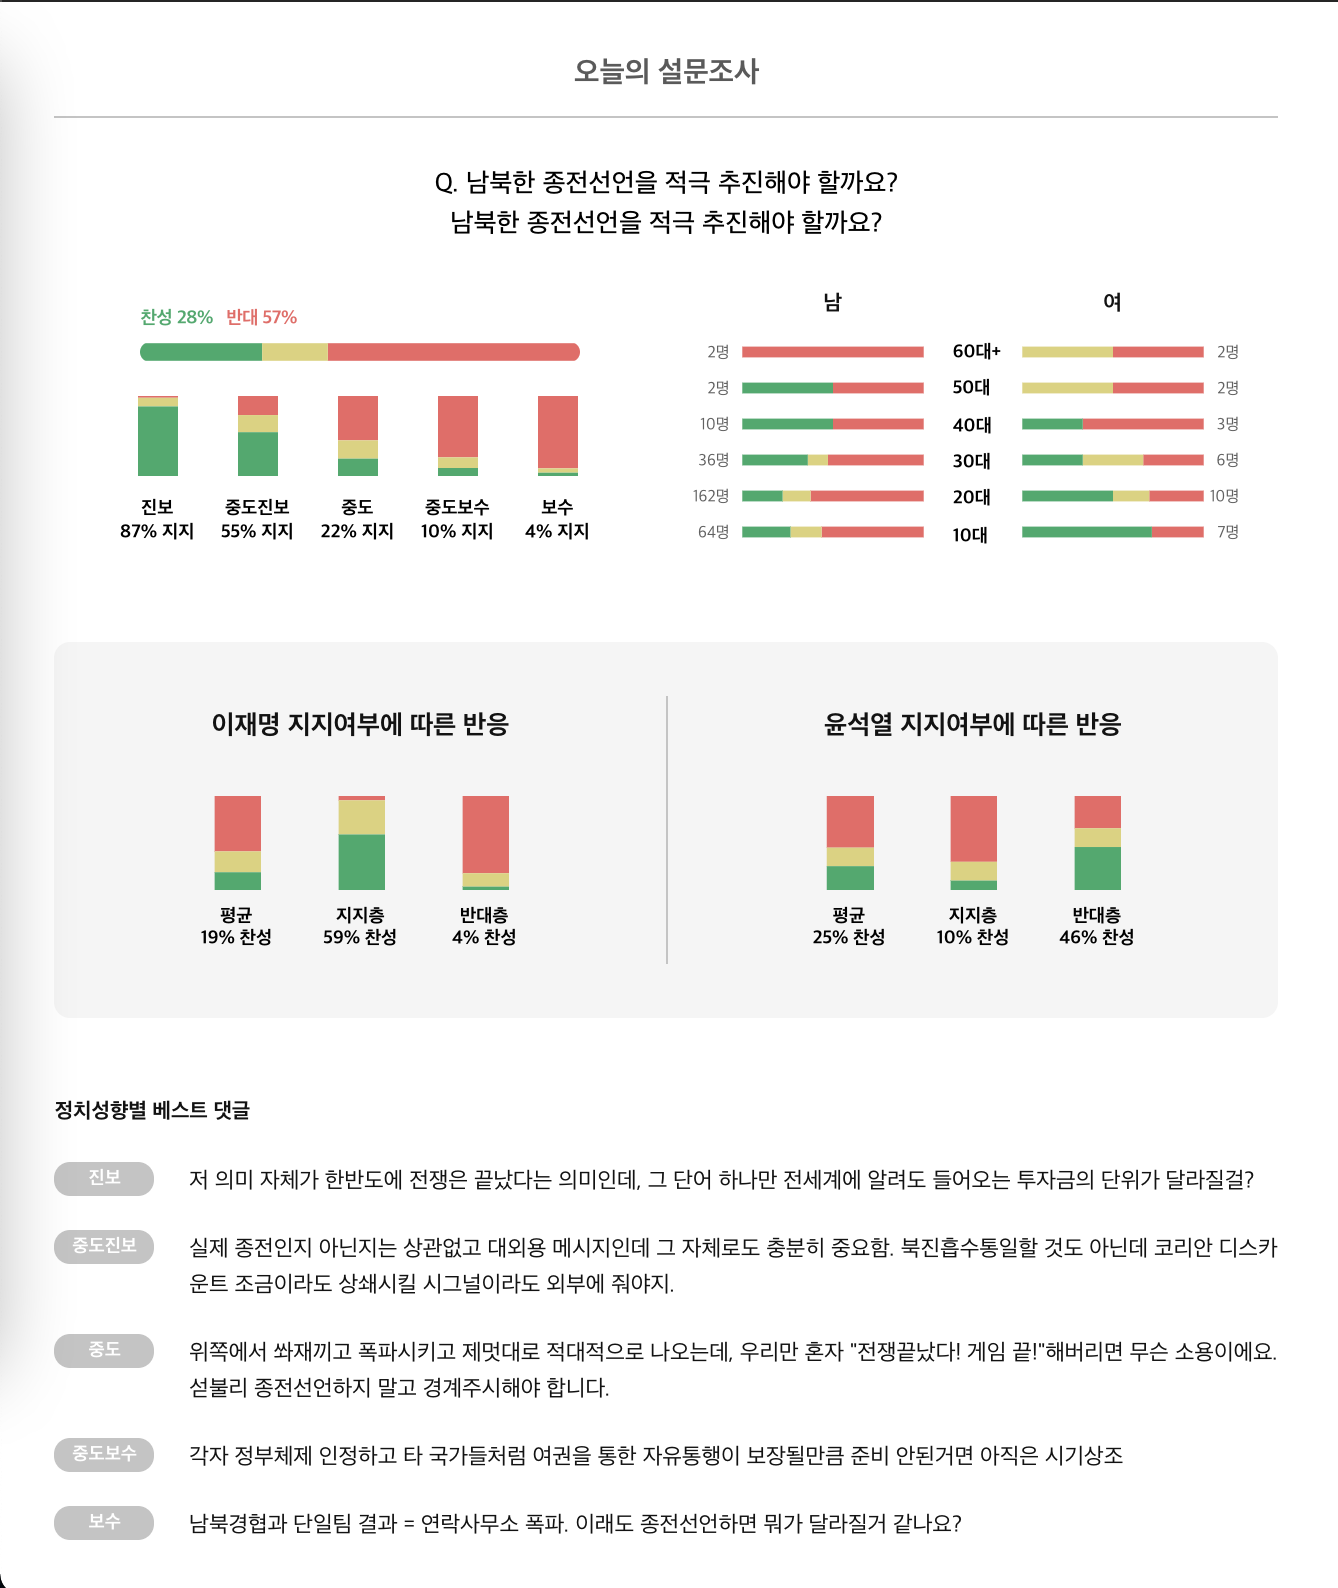 오늘의 설문조사
Q. 남북한 종전선언을 적극 추진해야 할까요?
남북한 종전선언을 적극 추진해야 할까요?
찬성 28% 반대 57%
진보 중도진보 중도 중도보수 보수
87% 지지 55% 지지 22% 지지 10% 지지 4% 지지
남 여
2명 60대+ 2명
2명 50대 2명
10명 40대 3명
36명 30대 6명
162명 20대 10명
64명 10대 7명
이재명 지지여부에 따른 반응
평균 지지층 반대층
19% 찬성 59% 찬성 4% 찬성
윤석열 지지여부에 따른 반응
평균 지지층 반대층
25% 찬성 10% 찬성 46% 찬성
정치성향별 베스트 댓글
진보 저 의미 자체가 한반도에 전쟁은 끝났다는 의미인데, 그 단어 하나만 전세계에 알려도 들어오는 투자금의 단위가 달라질걸?
중도진보 실제 종전인지 아닌지는 상관없고 대외용 메시지인데 그 자체로도 충분히 중요함. 북진흡수통일할 것도 아닌데 코리안 디스카
운트 조금이라도 상쇄시킬 시그널이라도 외부에 줘야지.
중도 위쪽에서 쏴재끼고 폭파시키고 제멋대로 적대적으로 나오는데, 우리만 혼자 "전쟁끝났다! 게임 끝!"해버리면 무슨 소용이에요.
섣불리 종전선언하지 말고 경계주시해야 합니다.
중도보수 각자 정부체제 인정하고 타 국가들처럼 여권을 통한 자유통행이 보장될만큼 준비 안된거면 아직은 시기상조
보수 남북경협과 단일팀 결과 = 연락사무소 폭파. 이래도 종전선언하면 뭐가 달라질거 같나요?